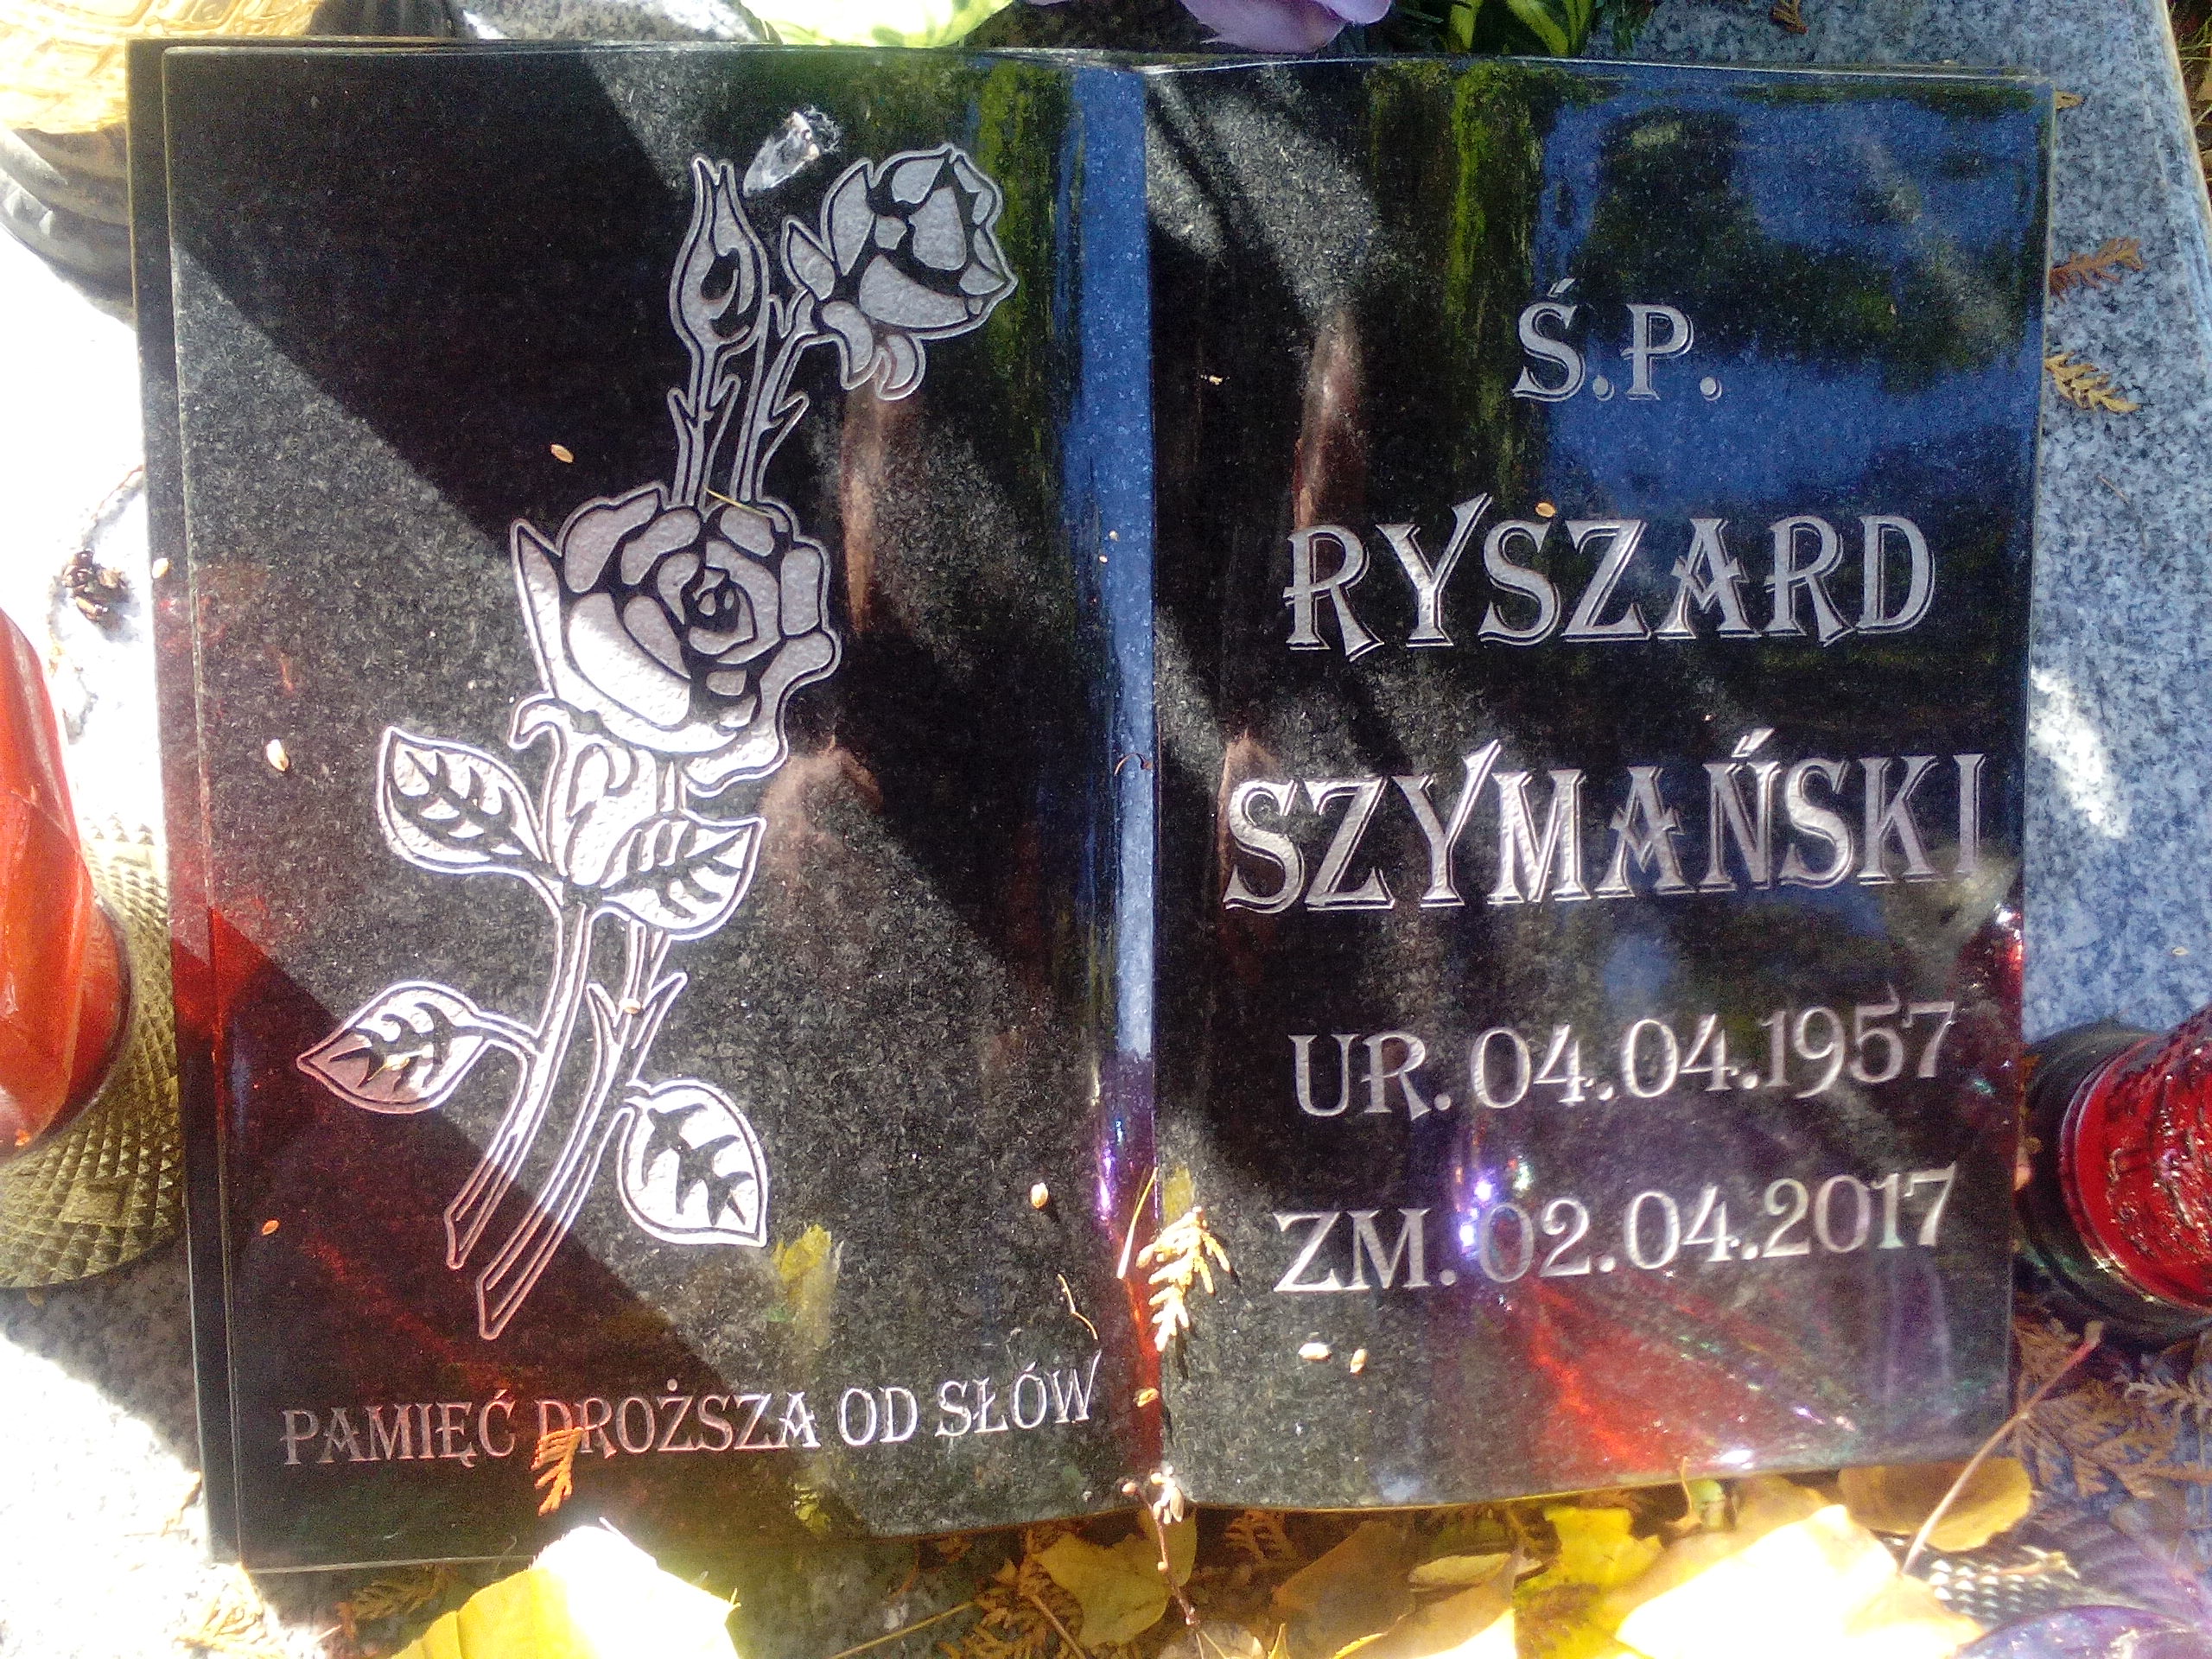 PAMIĘĆ DROŻSZA OD SŁÓW
Ś.P.
RYSZARD
SZYMAŃSKI
UR. 04.04.1957
ZM. 02.04.2017